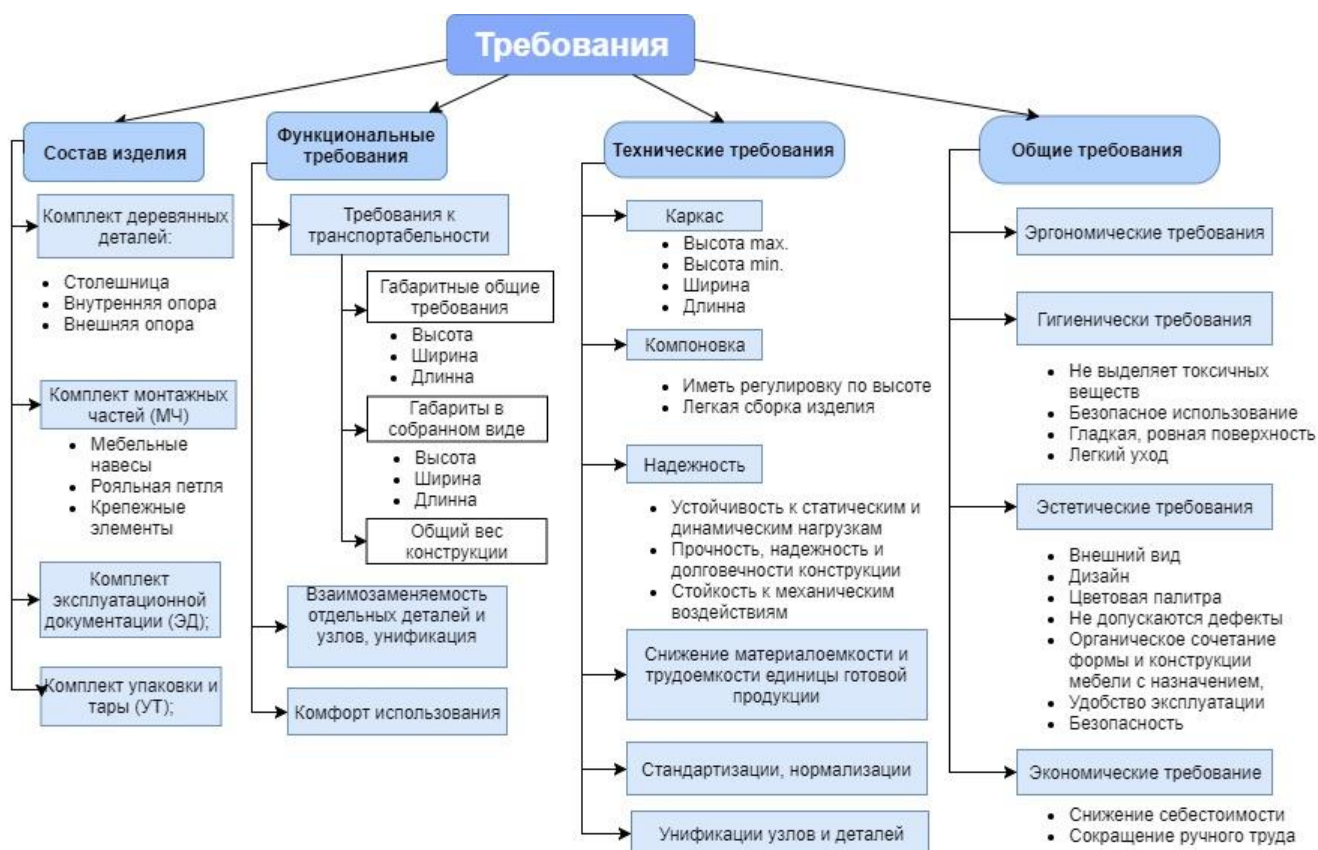 Требования
Состав изделия
Комплект деревянных
деталей:
Столешница
Внутренняя опора
Внешняя опора
Комплект монтажных
частей (МЧ)
Мебельные
навесы
Рояльная петля
Крепежные
элементы
Комплект
эксплуатационной
документации (ЭД);
Комплект упаковки и
тары (УТ);
Функциональные
требования
Требования к
транспортабельности
Габаритные общие
требования
Высота
Ширина
Длинна
Габариты в
собранном виде
Высота
Ширина
Длинна
Общий вес
конструкции
Взаимозаменяемость
отдельных деталей и
узлов, унификация
Комфорт использования
Технические требования
Каркас
Высота max.
Высота min.
Ширина
Длинна
Компоновка
Иметь регулировку по высоте
Легкая сборка изделия
Надежность
Устойчивость к статическим и
динамическим нагрузкам
Прочность, надежность и
долговечности конструкции
Стойкость к механическим
воздействиям
Снижение материалоемкости и
трудоемкости единицы готовой
продукции
Стандартизации, нормализации
Унификации узлов и деталей
Общие требования
Эргономические требования
Гигиенически требования
Не выделяет токсичных
веществ
Безопасное использование
Гладкая, ровная поверхность
Легкий уход
Эстетические требования
Внешний вид
Дизайн
Цветовая палитра
Не допускаются дефекты
Органическое сочетание
формы и конструкции
мебели с назначением,
Удобство эксплуатации
Безопасность
Экономические требование
Снижение себестоимости
Сокращение ручного труда